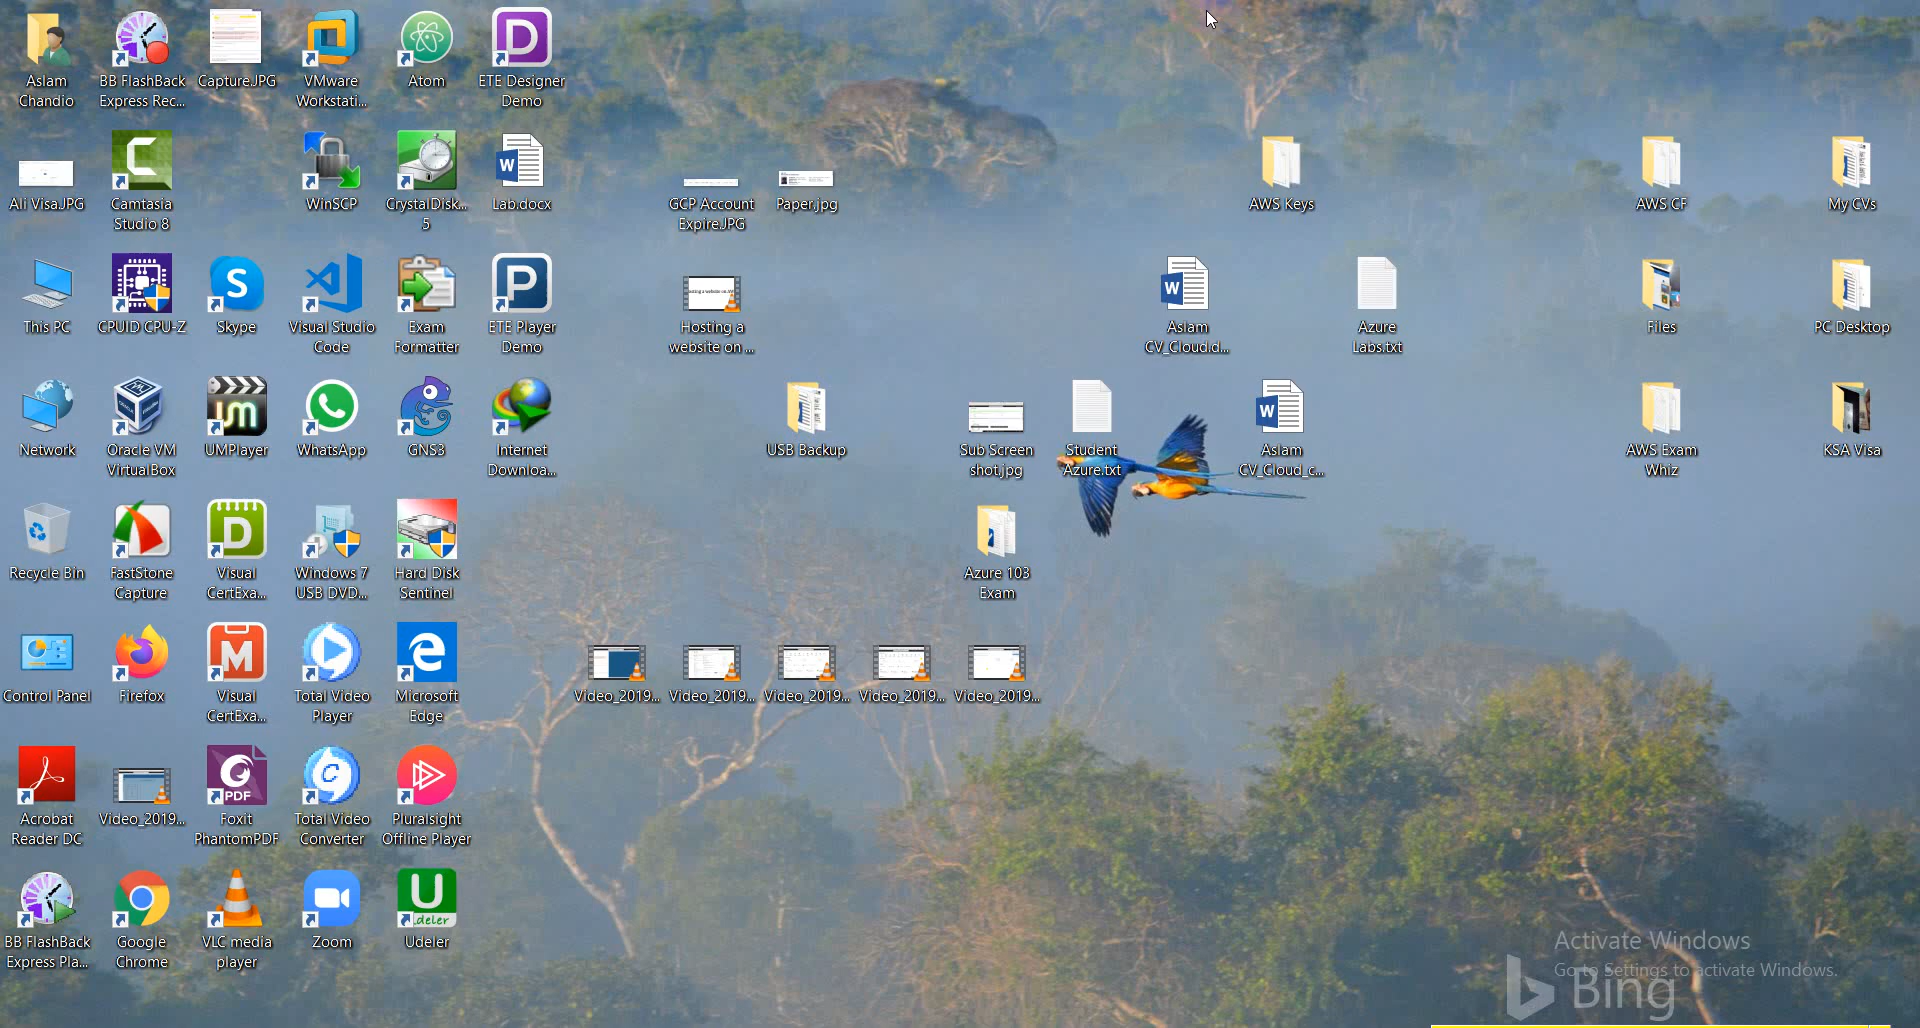 Aslam
Chandio
BB FlashBack
Express Rec...
Capture.JPG
VMware
Workstati...
Atom
ETE Designer
Demo
Ali Visa.JPG
Camtasia
Studio 8
WinSCP
CrystalDisk...
5
Lab.docx
GCP Account
Expire.JPG
Paper.jpg
AWS Keys
AWS CF
My CVs
This PC
CPUID CPU-Z
Skype
Visual Studio
Code
Exam
Formatter
ETE Player
Demo
Hosting a
website on ...
Aslam
CV_Cloud.d...
Azure
Labs.txt
Files
PC Desktop
Network
Oracle VM
VirtualBox
UMPlayer
WhatsApp
GNS3
Internet
Downloa...
USB Backup
Sub Screen
shot.jpg
Student
Azure.txt
Aslam
CV_Cloud_c...
AWS Exam
Whiz
KSA Visa
Recycle Bin
FastStone
Capture
Visual
CertExa...
Windows 7
USB DVD...
Hard Disk
Sentinel
Azure 103
Exam
Control Panel
Firefox
Visual
CertExa...
Total Video
Player
Microsoft
Edge
Video_2019...
Video_2019...
Video_2019...
Video_2019...
Video_2019...
Acrobat
Reader DC
Video_2019...
PDF
Foxit
PhantomPDF
Total Video
Converter
Pluralsight
Offline Player
BB FlashBack
Express Pla...
Google
Chrome
VLC media
player
Zoom
Udeler
Activate Windows
Go to Settings to activate Windows.
Bing